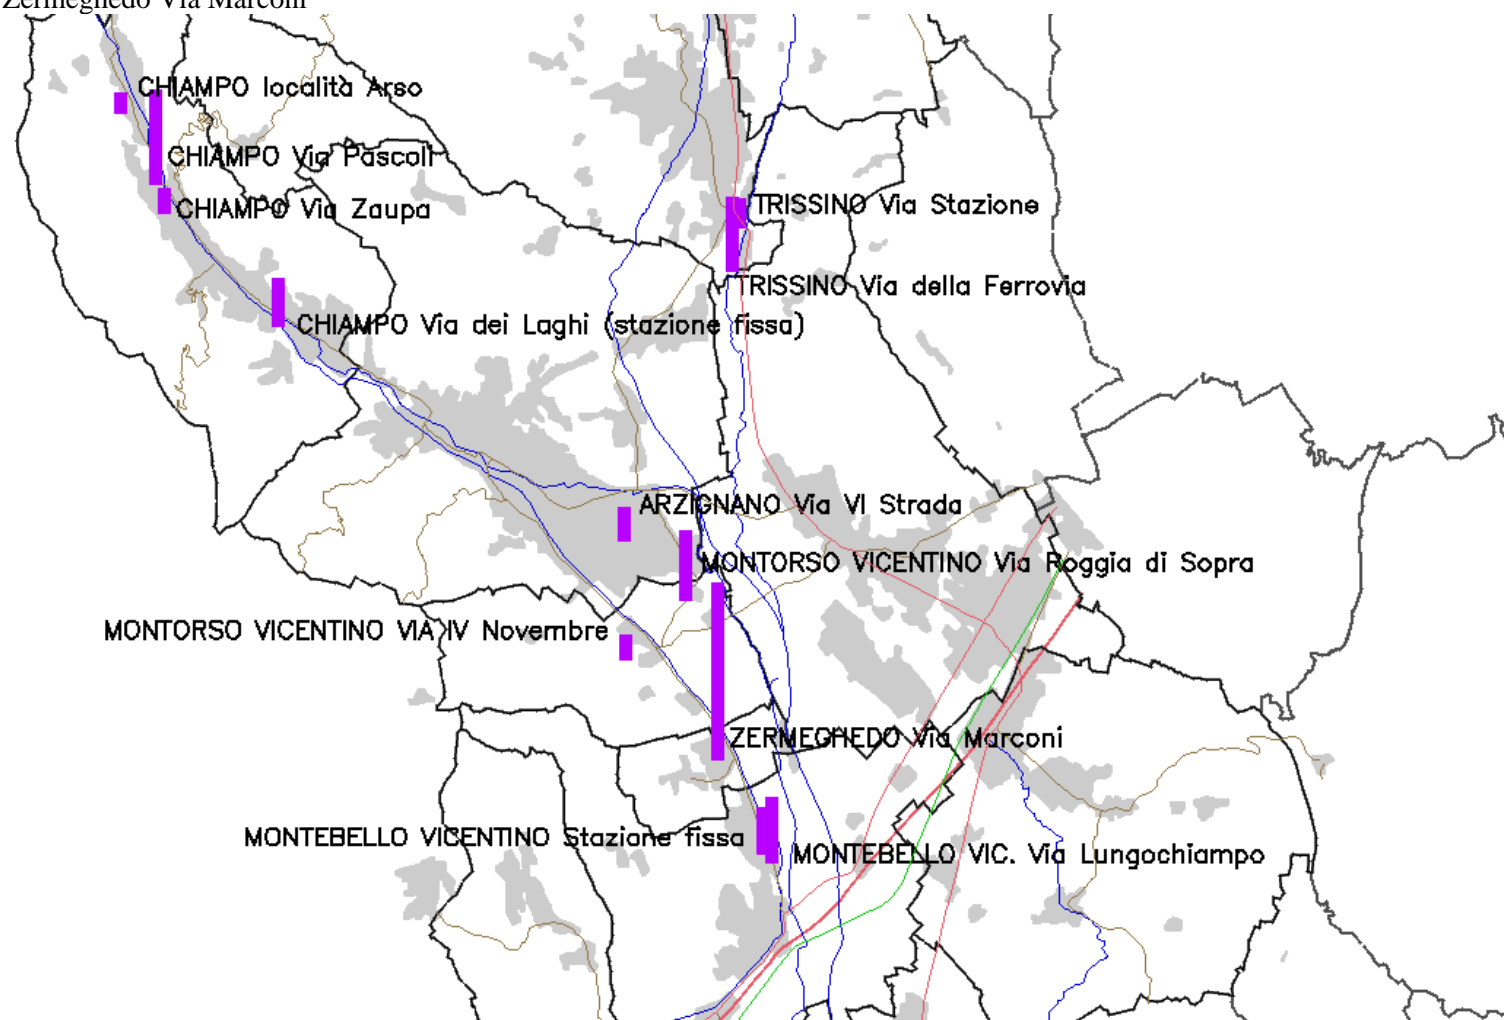 Zermeghedo Via Marconi
CHIAMPO località Arso
CHIAMPO Via Pascoli
CHIAMPO Via Zaupa
TRISSINO Via Stazione
TRISSINO Via della Ferrovia
CHIAMPO Via dei Laghi (stazione fissa)
ARZIGNANO Via VI Strada
MONTORSO VICENTINO Via Roggia di Sopra
MONTORSO VICENTINO VIA IV Novembre
ZERMEGHEDO Via Marconi
MONTEBELLO VICENTINO Stazione fissa
MONTEBELLO VIC. Via Lungochiampo